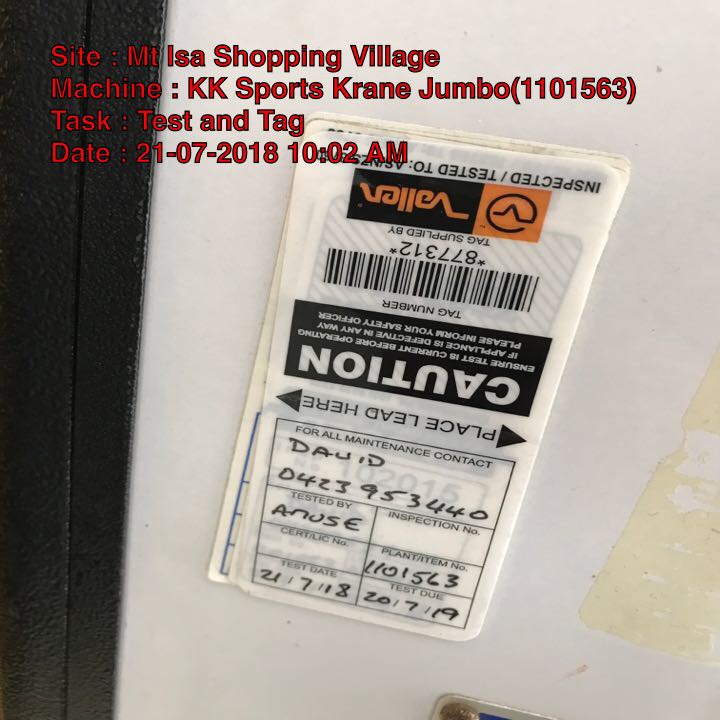 Site : Mt Isa Shopping Village
Machine : KK Sports Krane Jumbo(1101563)
Task : Test and Tag
Date : 21-07-2018 10:02 AM
INSPECTED / TESTED TO: AS/NZS
Vallen
TAG SUPPLIED BY
*877312*
TAG NUMBER
PLEASE INFORM YOUR SAFETY OFFICER
IF APPLIANCE IS DEFECTIVE IN ANY WAY
ENSURE TEST IS CURRENT BEFORE OPERATING
CAUTION
PLACE LEAD HERE
FOR ALL MAINTENANCE CONTACT
DAVID
0423 953440
TESTED BY
AMUSE
INSPECTION No.
CERT/LIC No.
PLANT/ITEM No.
1101563
TEST DATE
21/7/18
TEST DUE
20/7/19